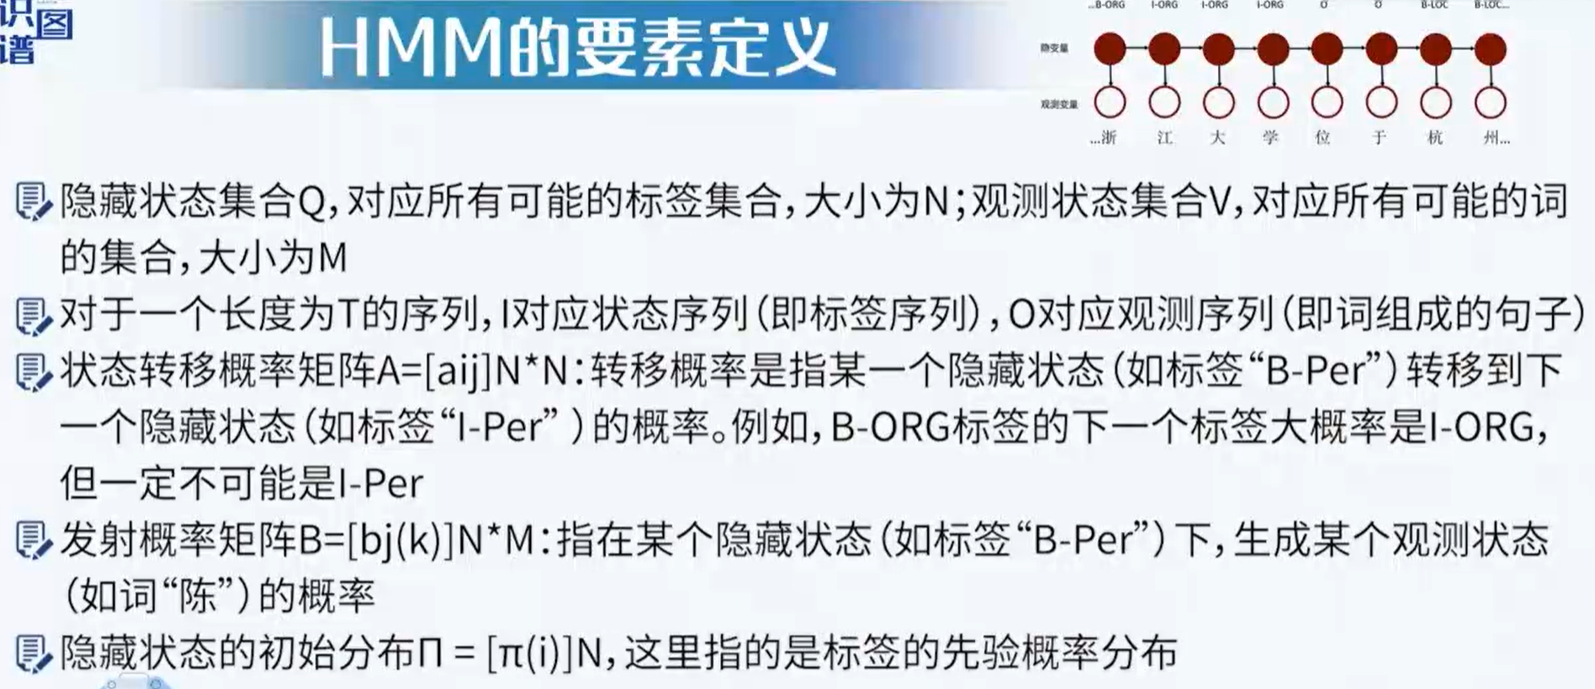 识
图
谱
HMM的要素定义
...B-ORG I-ORG I-ORG I-ORG O O B-LOC B-LOC...
隐变量
观测变量
...浙 江 大 学 位 于 杭 州...
隐藏状态集合Q,对应所有可能的标签集合,大小为N;观测状态集合V,对应所有可能的词
的集合,大小为M
对于一个长度为T的序列,I对应状态序列(即标签序列),O对应观测序列(即词组成的句子)
状态转移概率矩阵A=[aij]N*N:转移概率是指某一个隐藏状态(如标签“B-Per”)转移到下
一个隐藏状态(如标签“I-Per” )的概率。例如,B-ORG标签的下一个标签大概率是I-ORG,
但一定不可能是I-Per
发射概率矩阵B=[bj(k)]N*M:指在某个隐藏状态(如标签“B-Per”)下,生成某个观测状态
(如词“陈”)的概率
隐藏状态的初始分布Π = [π(i)]N,这里指的是标签的先验概率分布